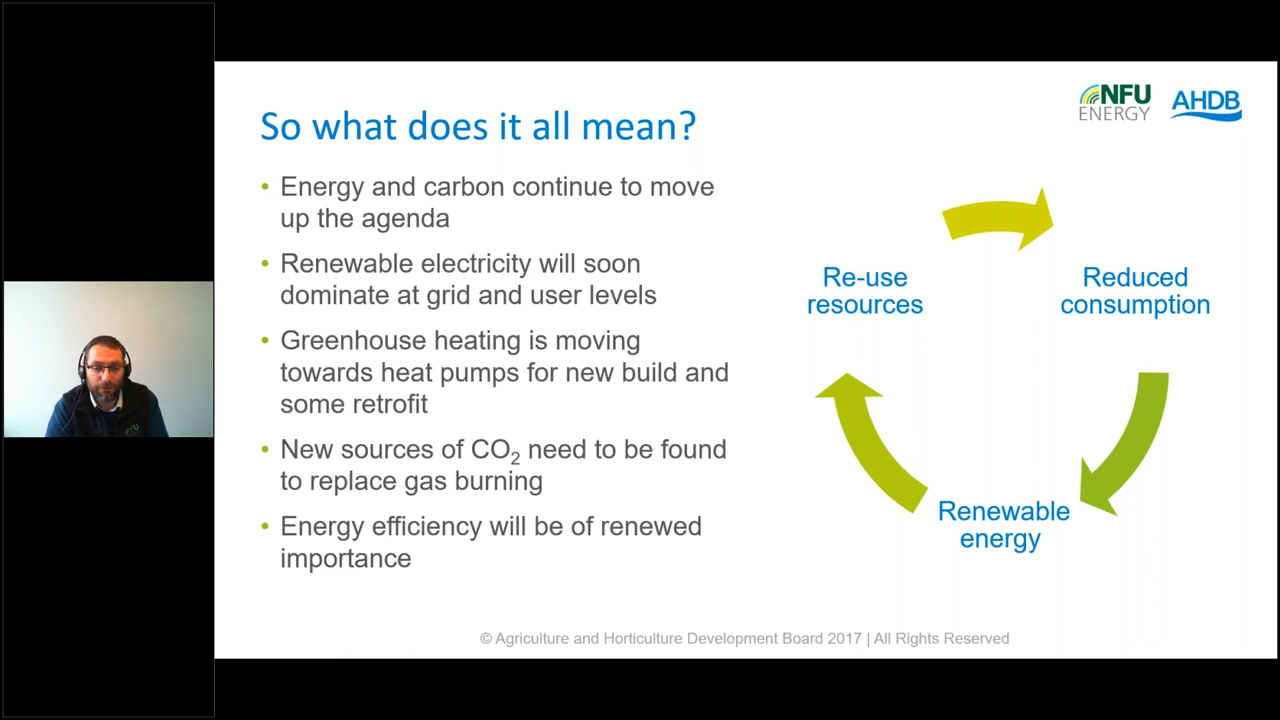 NFU
ENERGY
AHDB
So what does it all mean?
• Energy and carbon continue to move
up the agenda
• Renewable electricity will soon
dominate at grid and user levels
• Greenhouse heating is moving
towards heat pumps for new build and
some retrofit
• New sources of CO₂ need to be found
to replace gas burning
• Energy efficiency will be of renewed
importance
Re-use
resources
Reduced
consumption
Renewable
energy
© Agriculture and Horticulture Development Board 2017 | All Rights Reserved
NFU